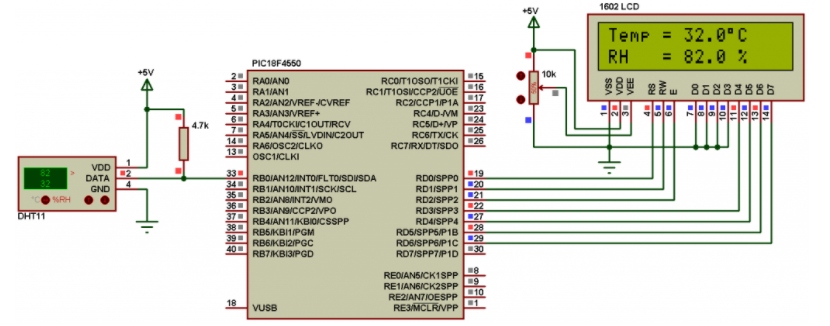 1602 LCD
+5V
Temp = 32.0°C
RH = 82.0 %
10k
50%
VSS
VDD
VEE
RS
RW
E
D0
D1
D2
D3
D4
D5
D6
D7
1
2
3
4
5
6
7
8
9
10
11
12
13
14
+5V
4.7k
82
32
>
°C %RH
VDD 1
DATA 2
GND 4
DHT11
PIC18F4550
2 RA0/AN0
3 RA1/AN1
4 RA2/AN2/VREF-/CVREF
5 RA3/AN3/VREF+
6 RA4/T0CKI/C1OUT/RCV
7 RA5/AN4/SS/LVDIN/C2OUT
14 RA6/OSC2/CLKO
13 OSC1/CLKI
33 RB0/AN12/INT0/FLT0/SDI/SDA
34 RB1/AN10/INT1/SCK/SCL
35 RB2/AN8/INT2/VMO
36 RB3/AN9/CCP2/VPO
37 RB4/AN11/KBI0/CSSPP
38 RB5/KBI1/PGM
39 RB6/KBI2/PGC
40 RB7/KBI3/PGD
18 VUSB
RC0/T1OSO/T1CKI 15
RC1/T1OSI/CCP2/UOE 16
RC2/CCP1/P1A 17
RC4/D-/VM 23
RC5/D+/VP 24
RC6/TX/CK 25
RC7/RX/DT/SDO 26
RD0/SPP0 19
RD1/SPP1 20
RD2/SPP2 21
RD3/SPP3 22
RD4/SPP4 27
RD5/SPP5/P1B 28
RD6/SPP6/P1C 29
RD7/SPP7/P1D 30
RE0/AN5/CK1SPP 8
RE1/AN6/CK2SPP 9
RE2/AN7/OESPP 10
RE3/MCLR/VPP 1